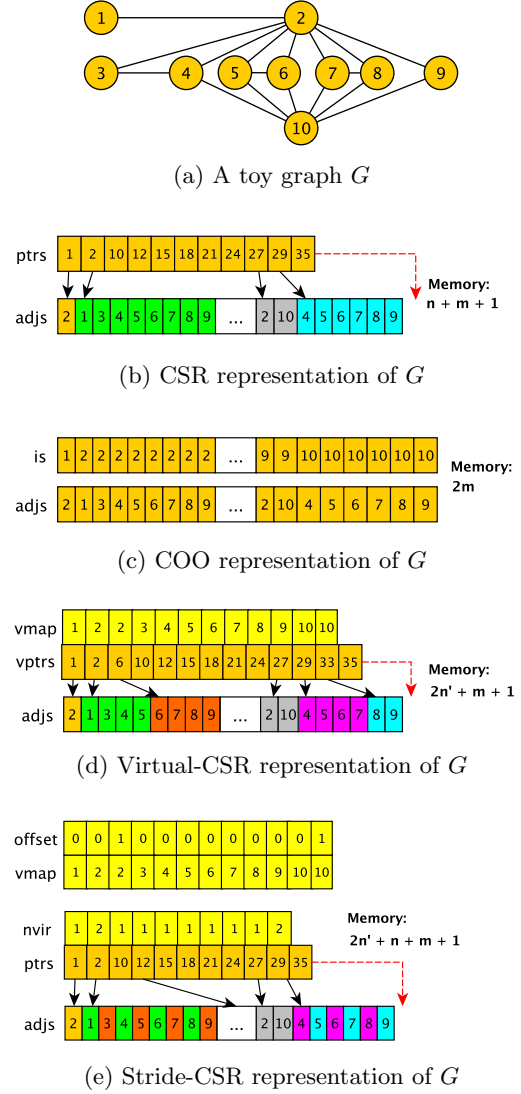 1 2
3 4 5 6 7 8 9
10
(a) A toy graph G
ptrs 1 2 10 12 15 18 21 24 27 29 35
Memory:
n + m + 1
adjs 2 1 3 4 5 6 7 8 9 ... 2 10 4 5 6 7 8 9
(b) CSR representation of G
is 1 2 2 2 2 2 2 2 2 ... 9 9 10 10 10 10 10 10
Memory:
2m
adjs 2 1 3 4 5 6 7 8 9 ... 2 10 4 5 6 7 8 9
(c) COO representation of G
vmap 1 2 2 3 4 5 6 7 8 9 10 10
vptrs 1 2 6 10 12 15 18 21 24 27 29 33 35
Memory:
2n' + m + 1
adjs 2 1 3 4 5 6 7 8 9 ... 2 10 4 5 6 7 8 9
(d) Virtual-CSR representation of G
offset 0 0 1 0 0 0 0 0 0 0 0 1
vmap 1 2 2 3 4 5 6 7 8 9 10 10
nvir 1 2 1 1 1 1 1 1 1 2
Memory:
2n' + n + m + 1
ptrs 1 2 10 12 15 18 21 24 27 29 35
adjs 2 1 3 4 5 6 7 8 9 ... 2 10 4 5 6 7 8 9
(e) Stride-CSR representation of G